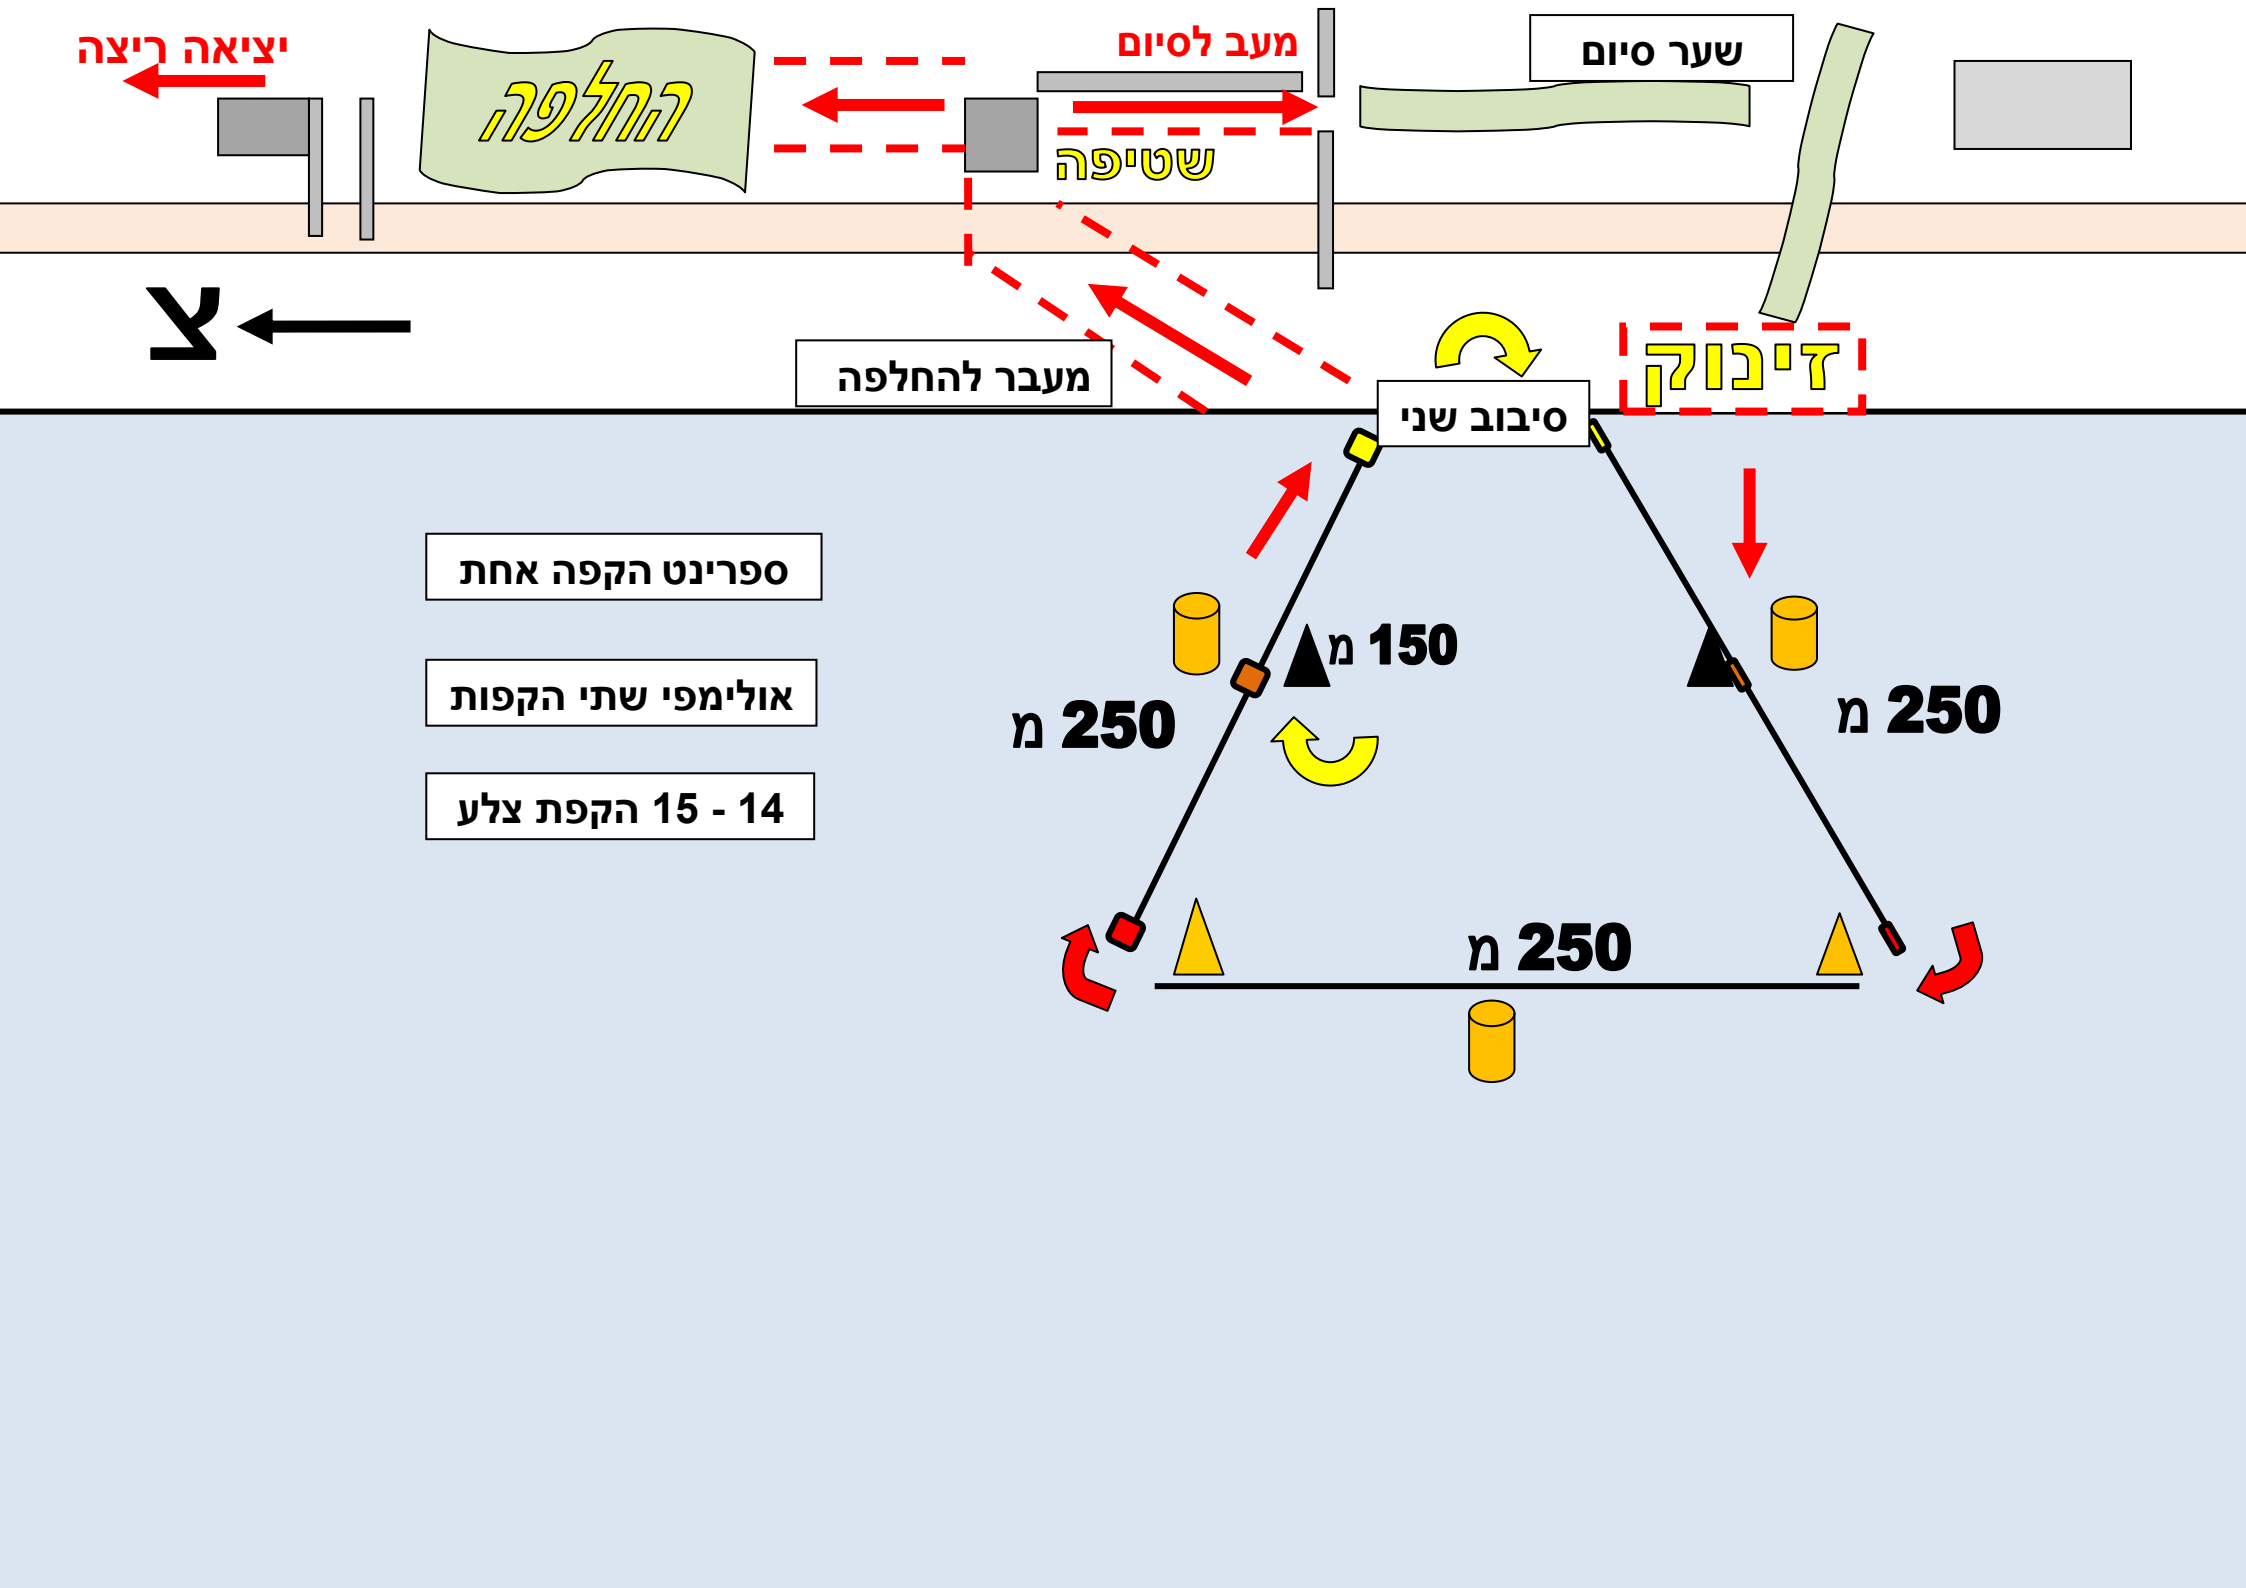 שער סיום
מעב לסיום
יציאה ריצה
החלפה
שטיפה
צ
זינוק
מעבר להחלפה
סיבוב שני
ספרינט הקפה אחת
150 מ
אולימפי שתי הקפות
250 מ
250 מ
14 - 15 הקפת צלע
250 מ